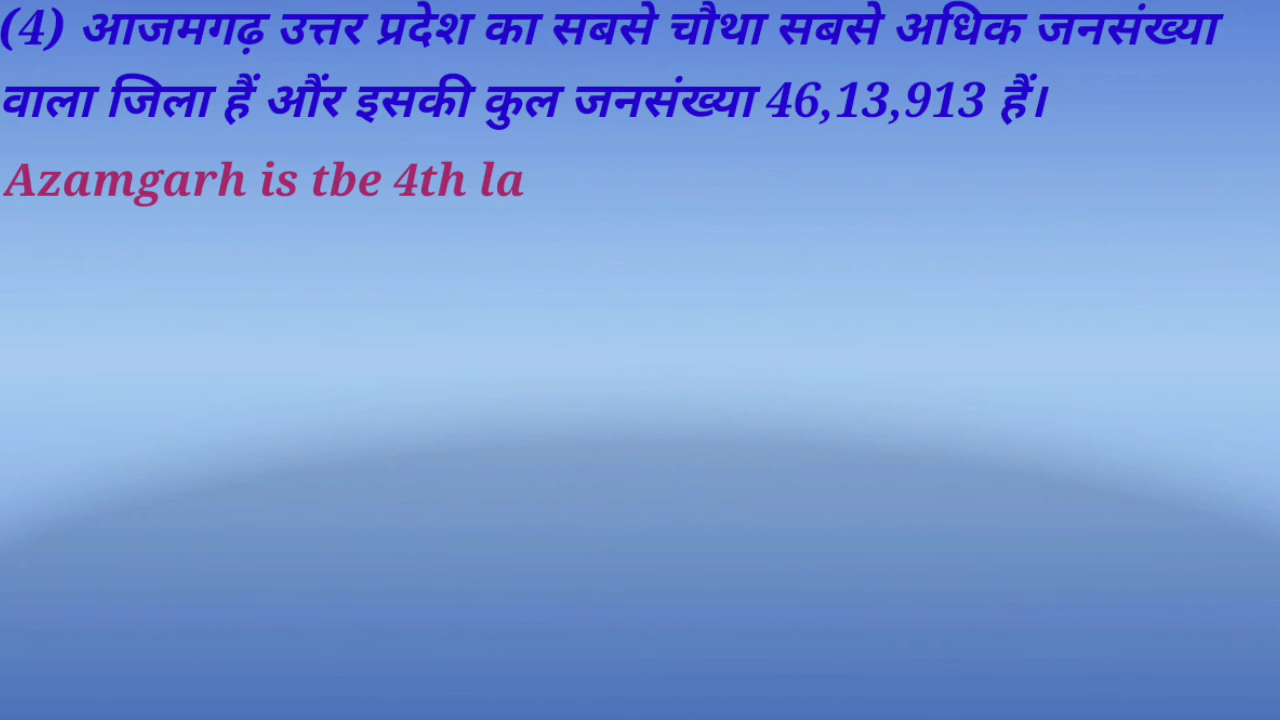 (4) आजमगढ़ उत्तर प्रदेश का सबसे चौथा सबसे अधिक जनसंख्या
वाला जिला हैं औंर इसकी कुल जनसंख्या 46,13,913 हैं।
Azamgarh is tbe 4th la